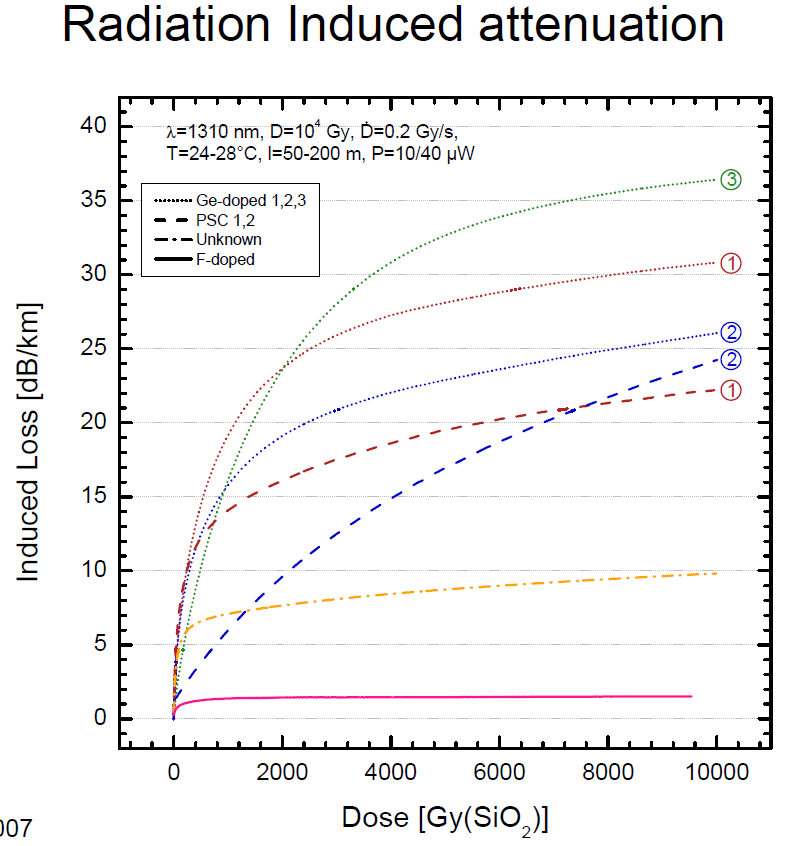 Radiation Induced attenuation
λ=1310 nm, D=10⁴ Gy, Ḋ=0.2 Gy/s,
T=24-28°C, l=50-200 m, P=10/40 µW
Ge-doped 1,2,3
PSC 1,2
Unknown
F-doped
40
35
30
25
20
15
10
5
0
Induced Loss [dB/km]
③
①
②
②
①
0 2000 4000 6000 8000 10000
Dose [Gy(SiO₂)]
007